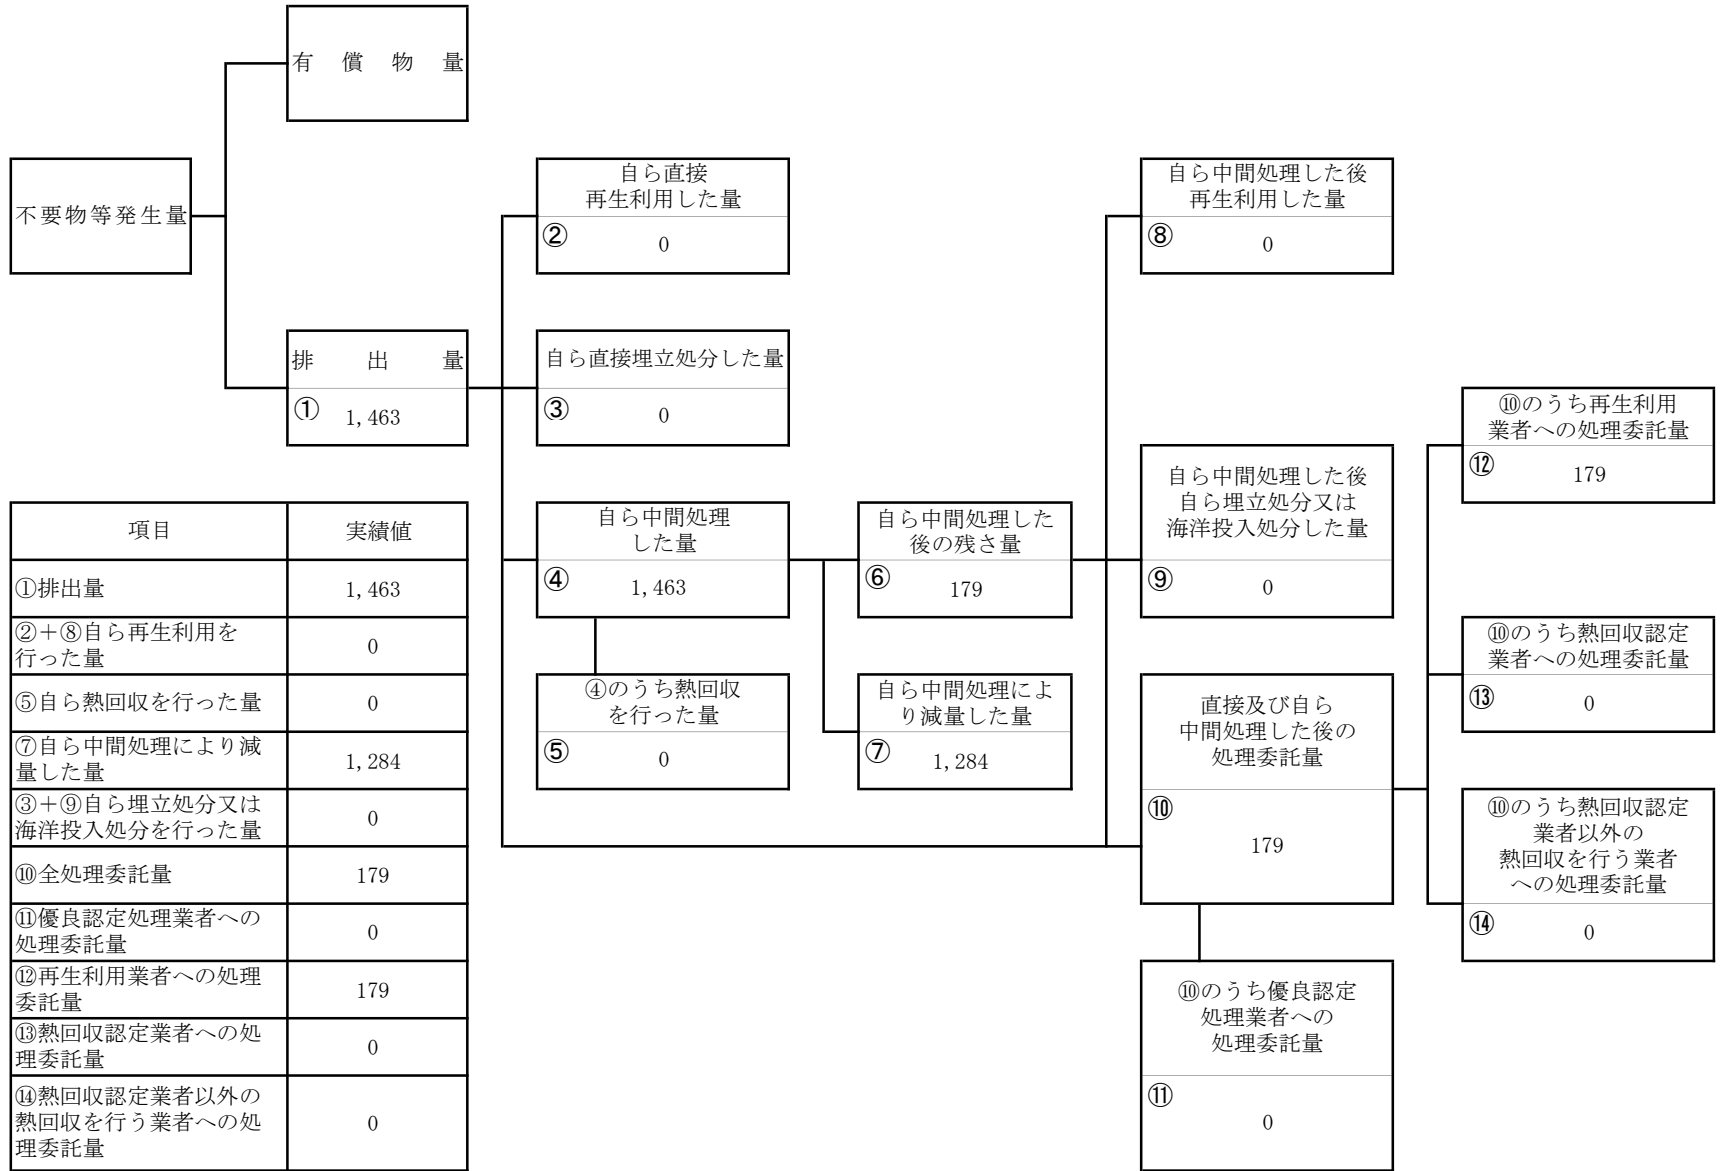 有償物量
不要物等発生量
排出量
① 1,463
自ら直接
再生利用した量
② 0
自ら直接埋立処分した量
③ 0
自ら中間処理
した量
④ 1,463
④のうち熱回収
を行った量
⑤ 0
自ら中間処理した
後の残さ量
⑥ 179
自ら中間処理によ
り減量した量
⑦ 1,284
自ら中間処理した後
再生利用した量
⑧ 0
自ら中間処理した後
自ら埋立処分又は
海洋投入処分した量
⑨ 0
直接及び自ら
中間処理した後の
処理委託量
⑩
179
⑩のうち優良認定
処理業者への
処理委託量
⑪
0
⑩のうち再生利用
業者への処理委託量
⑫ 179
⑩のうち熱回収認定
業者への処理委託量
⑬ 0
⑩のうち熱回収認定
業者以外の
熱回収を行う業者
への処理委託量
⑭ 0
項目 実績値
①排出量 1,463
②+⑧自ら再生利用を
行った量 0
⑤自ら熱回収を行った量 0
⑦自ら中間処理により減
量した量 1,284
③+⑨自ら埋立処分又は
海洋投入処分を行った量 0
⑩全処理委託量 179
⑪優良認定処理業者への
処理委託量 0
⑫再生利用業者への処理
委託量 179
⑬熱回収認定業者への処
理委託量 0
⑭熱回収認定業者以外の
熱回収を行う業者への処
理委託量 0